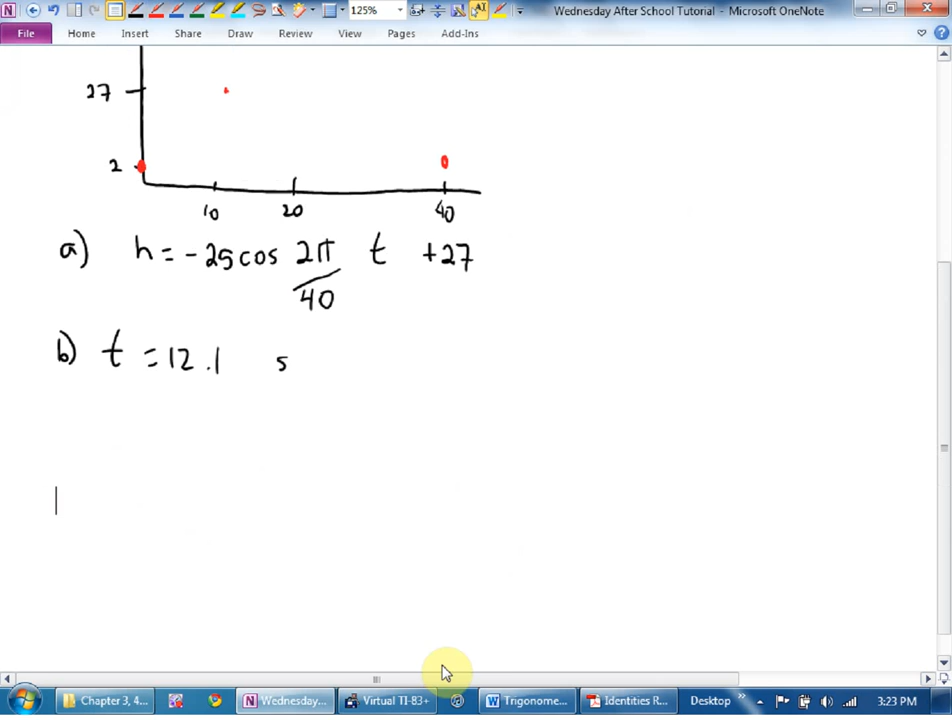 Wednesday After School Tutorial - Microsoft OneNote
125%
File Home Insert Share Draw Review View Pages Add-Ins
27
2
10 20 40
a) h = -25 cos 2π/40 t +27
b) t = 12.1 s
Chapter 3, 4... Wednesday... Virtual TI-83+ Trigonome... Identities R... Desktop » 3:23 PM